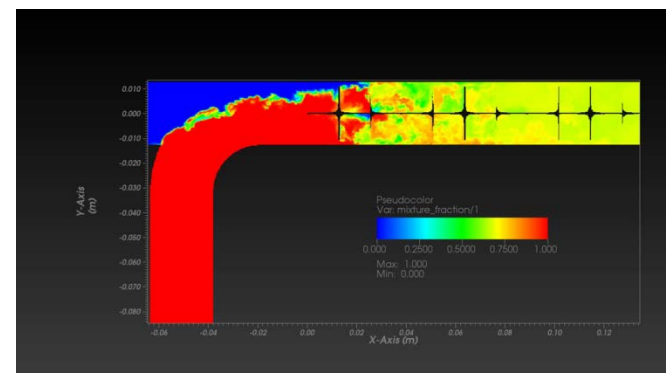 0.010
0.000
-0.010
-0.020
-0.030
-0.040
-0.050
-0.060
-0.070
-0.080
Y-Axis
(m)
Pseudocolor
Var: mixture_fraction/1
0.000 0.2500 0.5000 0.7500 1.000
Max: 1.000
Min: 0.000
-0.06 -0.04 -0.02 0.00 0.02 0.04 0.06 0.08 0.10 0.12
X-Axis (m)